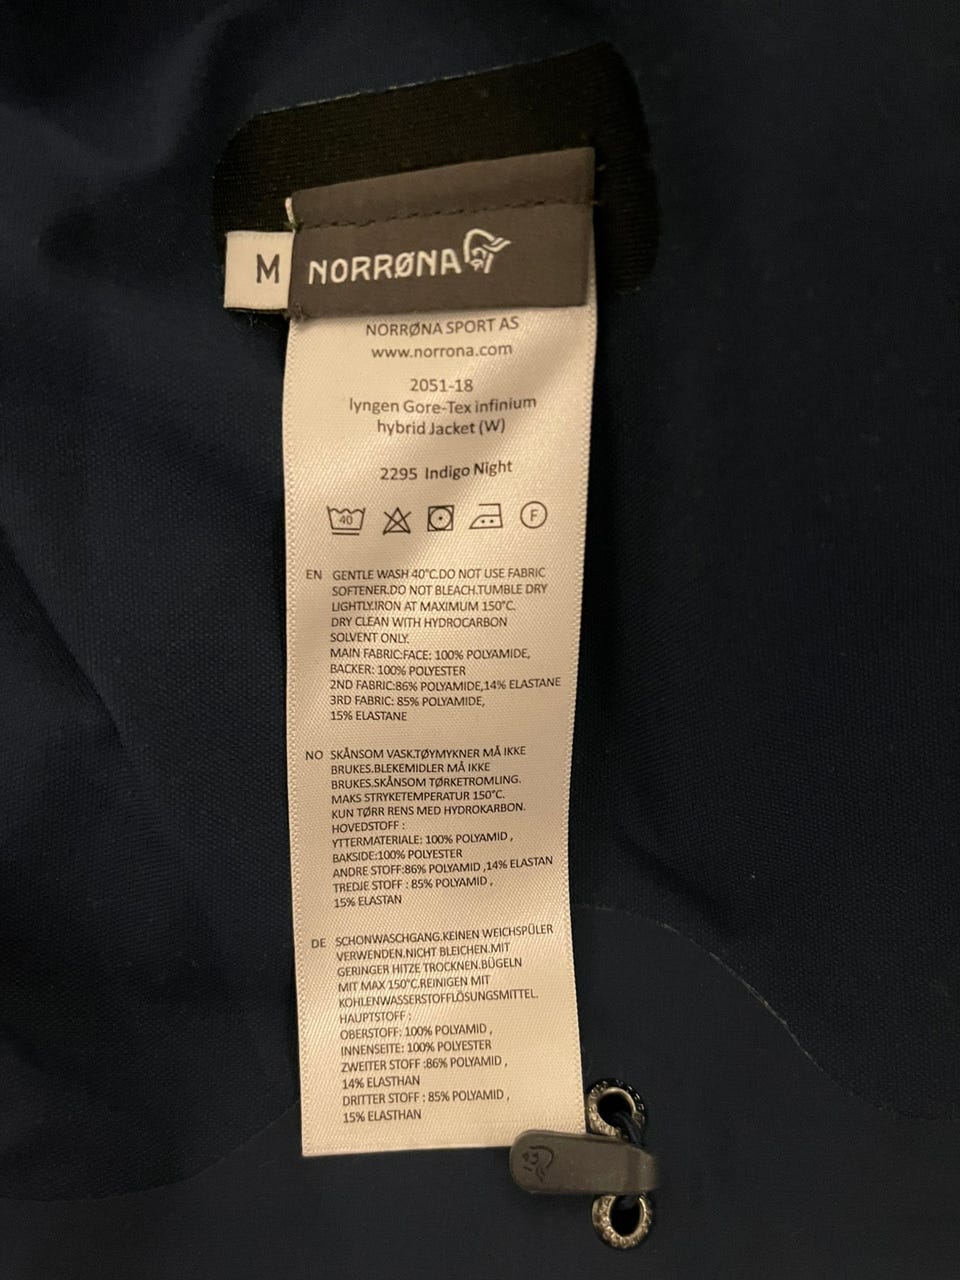 M
NORRØNA
NORRØNA SPORT AS
www.norrona.com
2051-18
lyngen Gore-Tex infinium
hybrid Jacket (W)
2295 Indigo Night
40
F
EN GENTLE WASH 40°C.DO NOT USE FABRIC
SOFTENER.DO NOT BLEACH.TUMBLE DRY
LIGHTLY.IRON AT MAXIMUM 150°C.
DRY CLEAN WITH HYDROCARBON
SOLVENT ONLY.
MAIN FABRIC:FACE: 100% POLYAMIDE,
BACKER: 100% POLYESTER
2ND FABRIC:86% POLYAMIDE,14% ELASTANE
3RD FABRIC: 85% POLYAMIDE,
15% ELASTANE
NO SKÅNSOM VASK.TØYMYKNER MÅ IKKE
BRUKES.BLEKEMIDLER MÅ IKKE
BRUKES.SKÅNSOM TØRKETROMLING.
MAKS STRYKETEMPERATUR 150°C.
KUN TØRR RENS MED HYDROKARBON.
HOVEDSTOFF :
YTTERMATERIALE: 100% POLYAMID ,
BAKSIDE:100% POLYESTER
ANDRE STOFF:86% POLYAMID ,14% ELASTAN
TREDJE STOFF : 85% POLYAMID ,
15% ELASTAN
DE SCHONWASCHGANG.KEINEN WEICHSPÜLER
VERWENDEN.NICHT BLEICHEN.MIT
GERINGER HITZE TROCKNEN.BÜGELN
MIT MAX 150°C.REINIGEN MIT
KOHLENWASSERSTOFFLÖSUNGSMITTEL.
HAUPTSTOFF :
OBERSTOFF: 100% POLYAMID ,
INNENSEITE: 100% POLYESTER
ZWEITER STOFF :86% POLYAMID ,
14% ELASTHAN
DRITTER STOFF : 85% POLYAMID ,
15% ELASTHAN